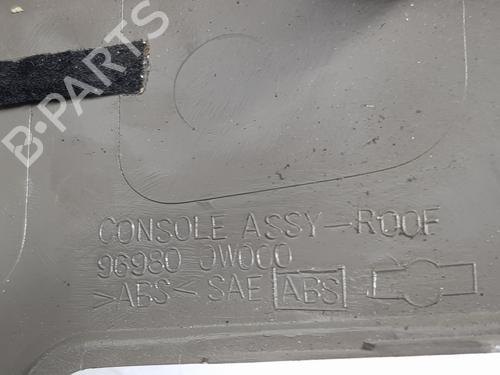 B-PARTS
CONSOLE ASSY-ROOF
96980 0W000
>ABS< SAE ABS